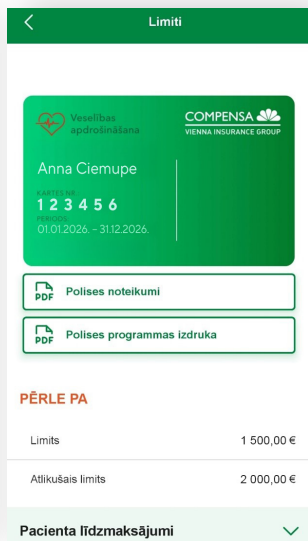 Limiti
Veselības
apdrošināšana
COMPENSA
VIENNA INSURANCE GROUP
Anna Ciemupe
KARTES NR.
123456
PERIODS:
01.01.2026. – 31.12.2026.
PDF Polises noteikumi
PDF Polises programmas izdruka
PĒRLE PA
Limits 1 500,00 €
Atlikušais limits 2 000,00 €
Pacienta līdzmaksājumi